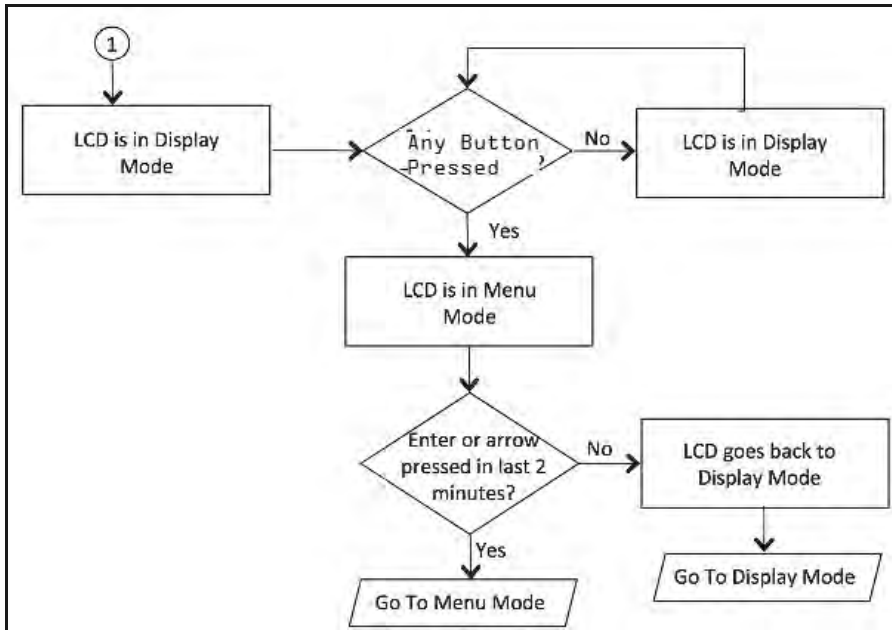 1
LCD is in Display
Mode
Any Button
Pressed ?
No
LCD is in Display
Mode
Yes
LCD is in Menu
Mode
Enter or arrow
pressed in last 2
minutes?
No
LCD goes back to
Display Mode
Yes
Go To Menu Mode
Go To Display Mode